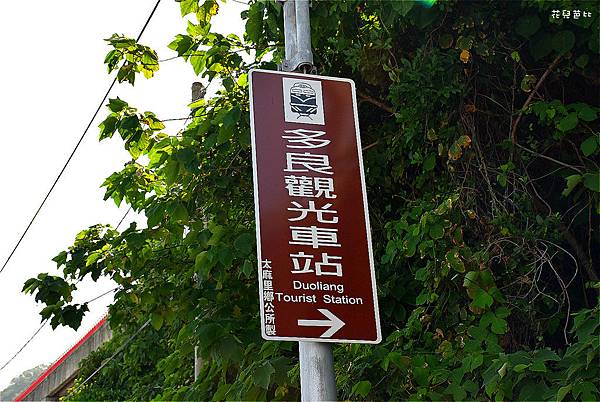 花兒芭比
多良觀光車站
太麻里鄉公所製
Duoliang
Tourist Station